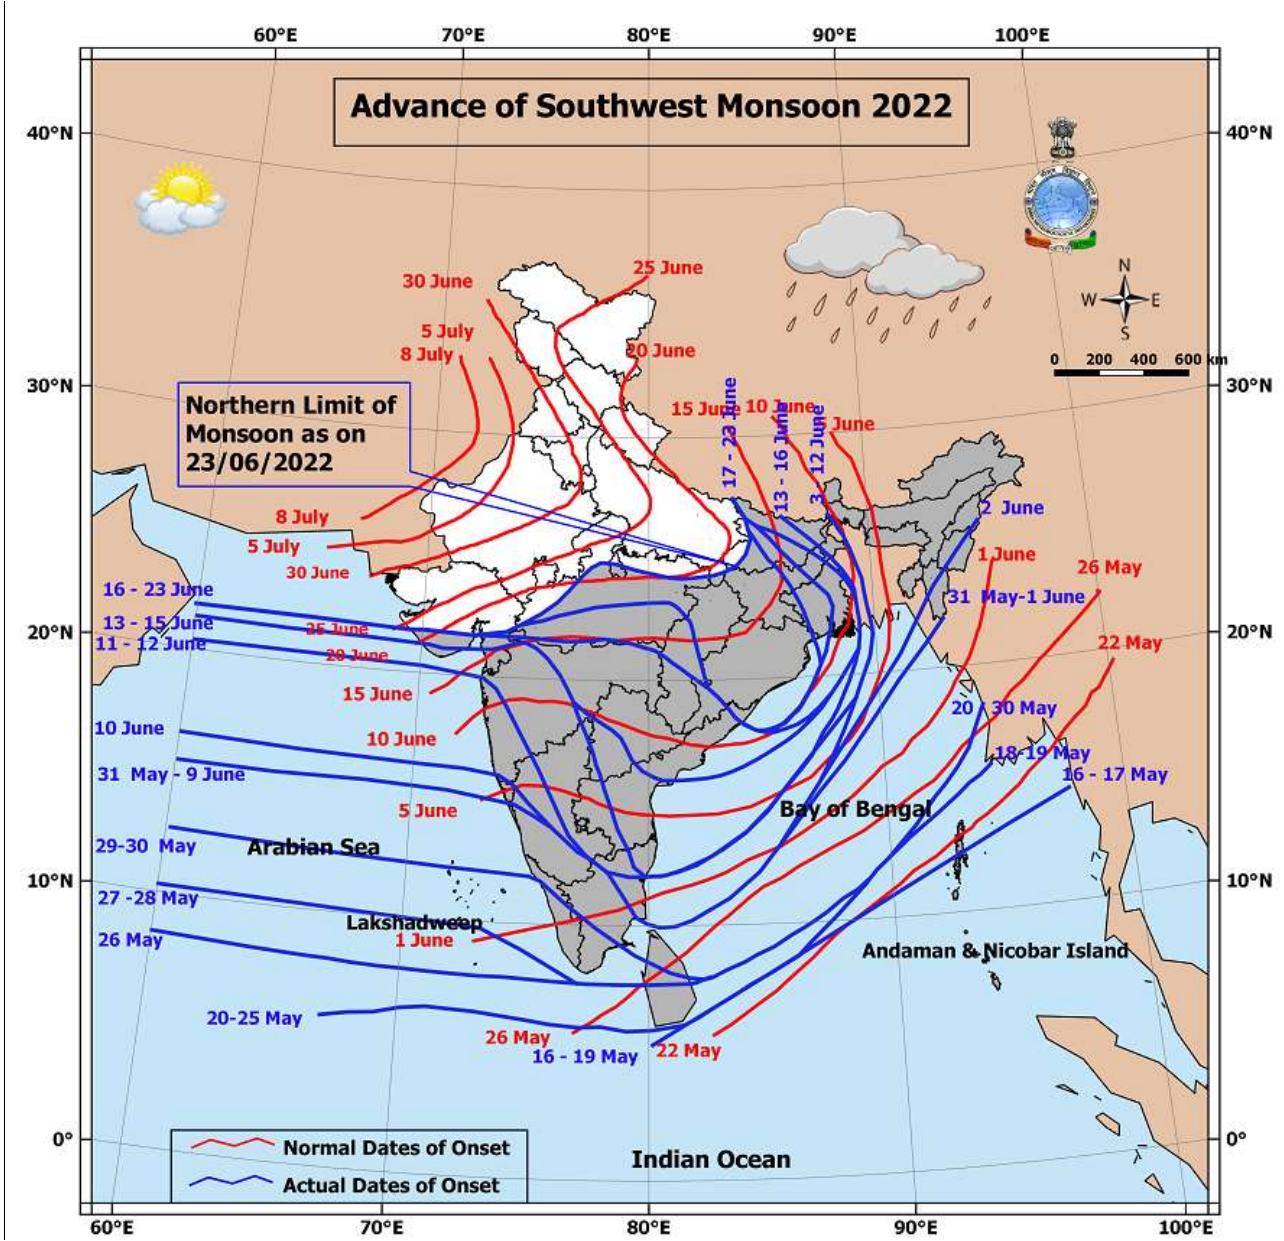 60°E 70°E 80°E 90°E 100°E
Advance of Southwest Monsoon 2022
40°N 40°N
N
W E
S
25 June
30 June
5 July
8 July
20 June
0 200 400 600 km
30°N 30°N
Northern Limit of
Monsoon as on
23/06/2022
15 June
10 June
5 June
17 - 23 June
13 - 16 June
3 - 12 June
2 June
8 July
5 July
30 June
1 June
26 May
31 May-1 June
16 - 23 June
13 - 15 June
11 - 12 June
20°N 20°N
25 June
20 June
22 May
15 June
10 June
10 June
20 - 30 May
18-19 May
16 - 17 May
31 May - 9 June
5 June
Bay of Bengal
29-30 May
Arabian Sea
10°N 10°N
27 -28 May
Lakshadweep
1 June
26 May
Andaman & Nicobar Island
20-25 May
26 May
16 - 19 May
22 May
0° 0°
Normal Dates of Onset
Indian Ocean
Actual Dates of Onset
60°E 70°E 80°E 90°E 100°E